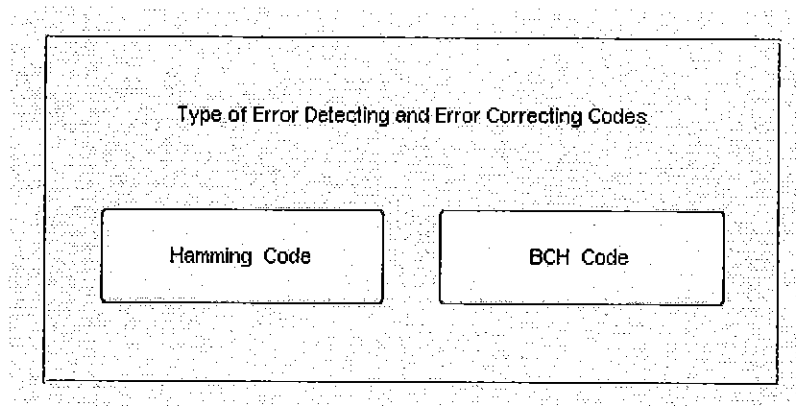 Type of Error Detecting and Error Correcting Codes
Hamming Code
BCH Code